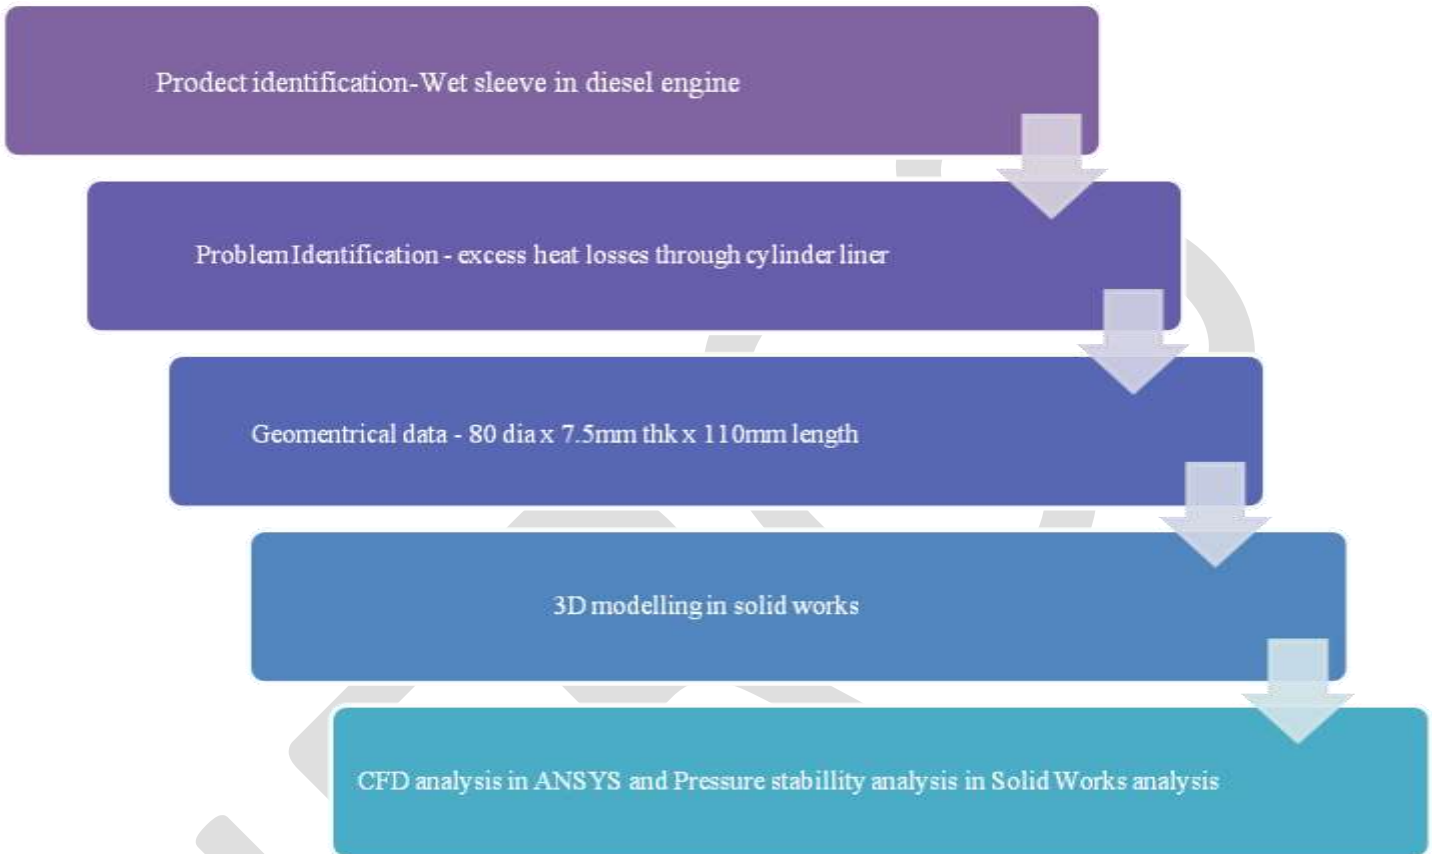 Prodect identification-Wet sleeve in diesel engine
Problem Identification - excess heat losses through cylinder liner
Geomentrical data - 80 dia x 7.5mm thk x 110mm length
3D modelling in solid works
CFD analysis in ANSYS and Pressure stabillity analysis in Solid Works analysis